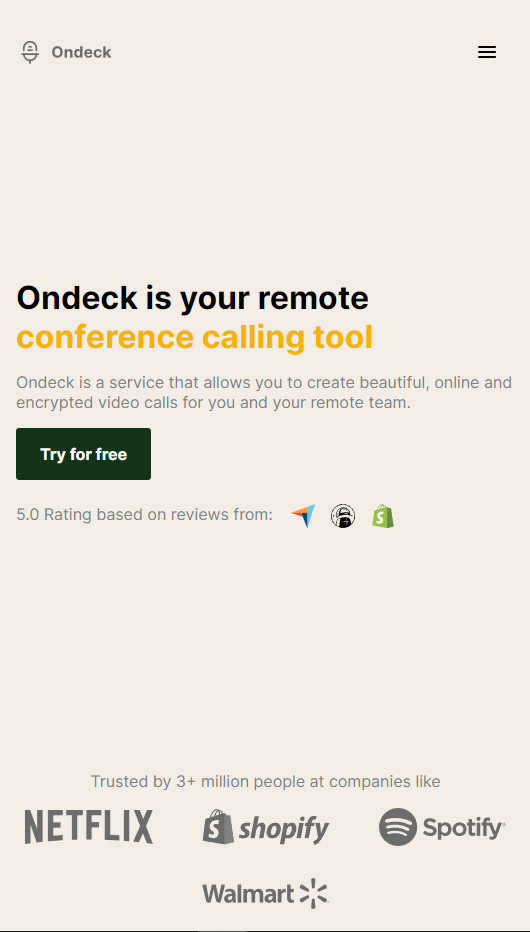 Ondeck
Ondeck is your remote
conference calling tool
Ondeck is a service that allows you to create beautiful, online and
encrypted video calls for you and your remote team.
Try for free
5.0 Rating based on reviews from:
Trusted by 3+ million people at companies like
NETFLIX shopify Spotify
Walmart